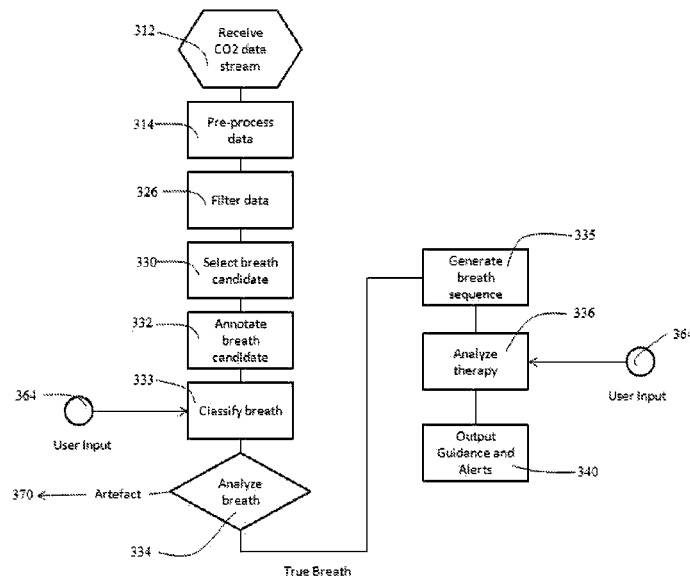 312
Receive
CO2 data
stream
314
Pre-process
data
326
Filter data
330
Select breath
candidate
332
Annotate
breath
candidate
333
364
Classify breath
User Input
370
Artefact
Analyze
breath
334
True Breath
335
Generate
breath
sequence
336
Analyze
therapy
364
User Input
Output
Guidance and
Alerts
340